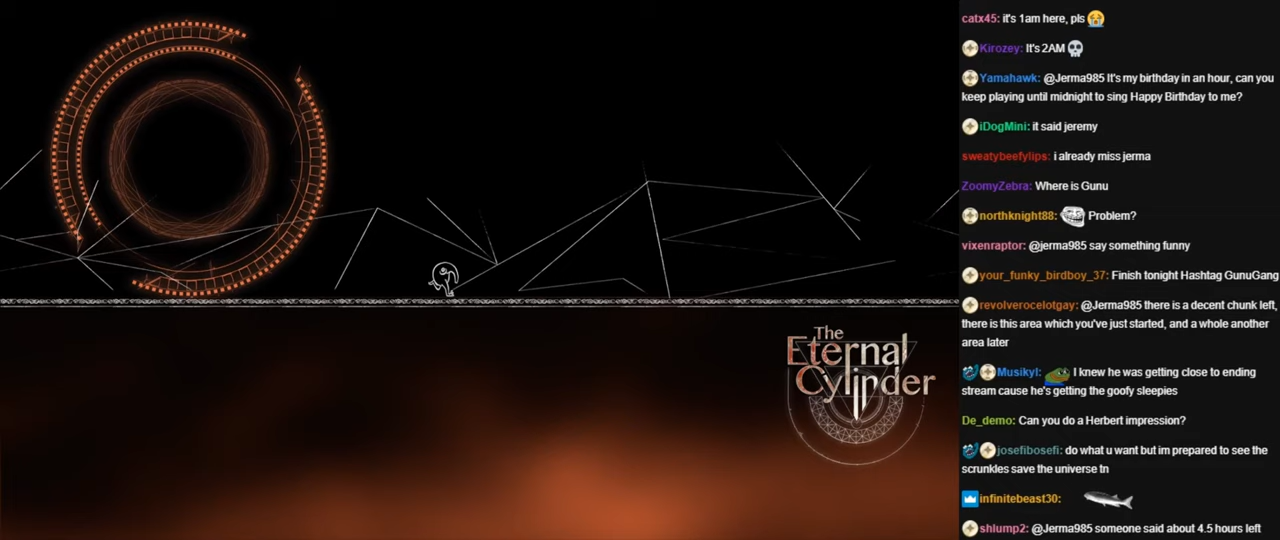 The
Eternal
Cylinder
catx45: it's 1am here, pls
Kirozey: It's 2AM
Yamahawk: @Jerma985 It's my birthday in an hour, can you
keep playing until midnight to sing Happy Birthday to me?
iDogMini: it said jeremy
sweatybeefylips: i already miss jerma
ZoomyZebra: Where is Gunu
northknight88: Problem?
vixenraptor: @jerma985 say something funny
your_funky_birdboy_37: Finish tonight Hashtag GunuGang
revolverocelotgay: @Jerma985 there is a decent chunk left,
there is this area which you've just started, and a whole another
area later
Musikyl: I knew he was getting close to ending
stream cause he's getting the goofy sleepies
De_demo: Can you do a Herbert impression?
josefibosefi: do what u want but im prepared to see the
scrunkles save the universe tn
infinitebeast30:
shlump2: @Jerma985 someone said about 4.5 hours left